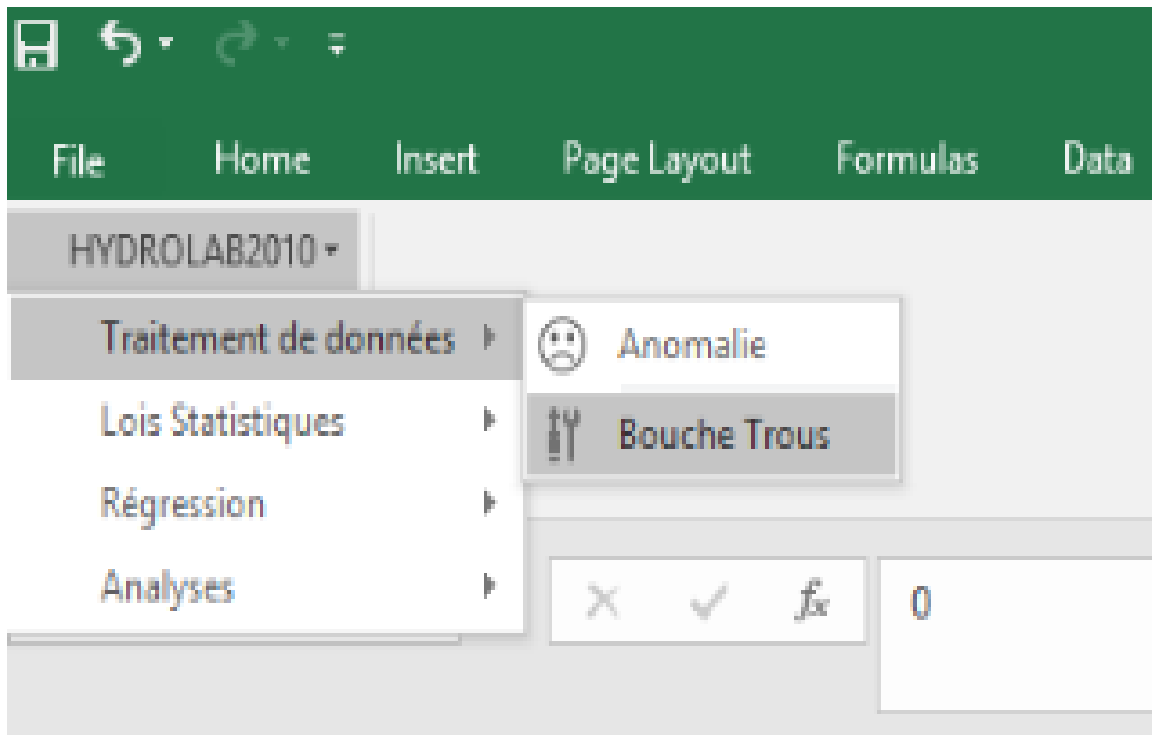 File Home Insert Page Layout Formulas Data
HYDROLAB2010
Traitement de données
Anomalie
Lois Statistiques
Bouche Trous
Régression
Analyses
fx 0